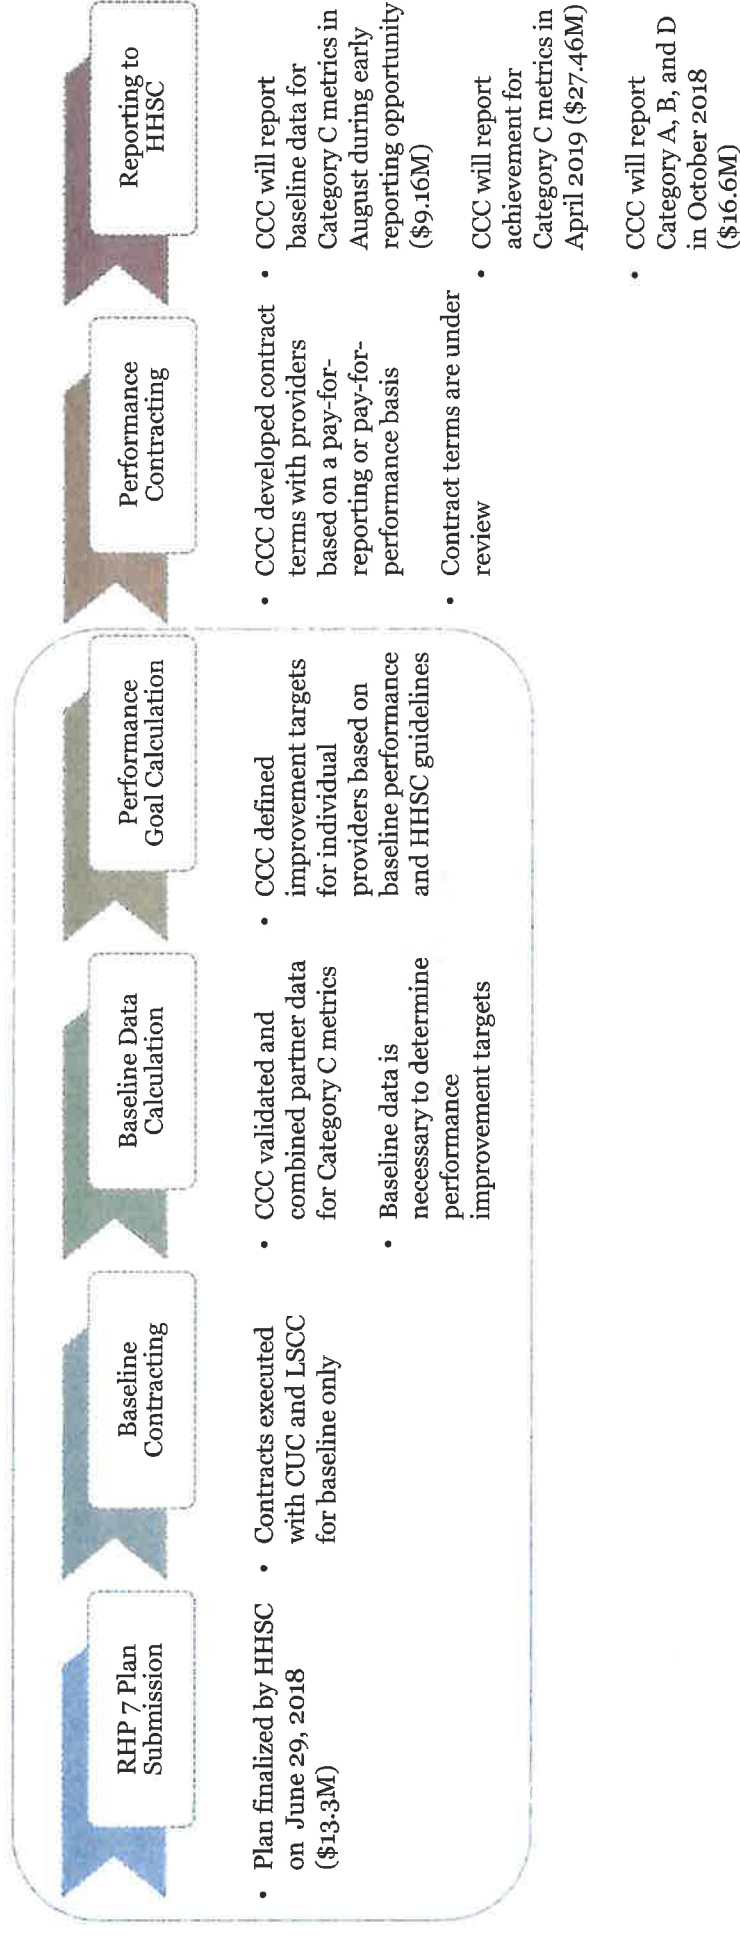 RHP 7 Plan
Submission
• Plan finalized by HHSC
on June 29, 2018
($13.3M)
Baseline
Contracting
• Contracts executed
with CUC and LSCC
for baseline only
Baseline Data
Calculation
• CCC validated and
combined partner data
for Category C metrics
• Baseline data is
necessary to determine
performance
improvement targets
Performance
Goal Calculation
• CCC defined
improvement targets
for individual
providers based on
baseline performance
and HHSC guidelines
Performance
Contracting
• CCC developed contract
terms with providers
based on a pay-for-
reporting or pay-for-
performance basis
• Contract terms are under
review
Reporting to
HHSC
• CCC will report
baseline data for
Category C metrics in
August during early
reporting opportunity
($9.16M)
• CCC will report
achievement for
Category C metrics in
April 2019 ($27.46M)
• CCC will report
Category A, B, and D
in October 2018
($16.6M)